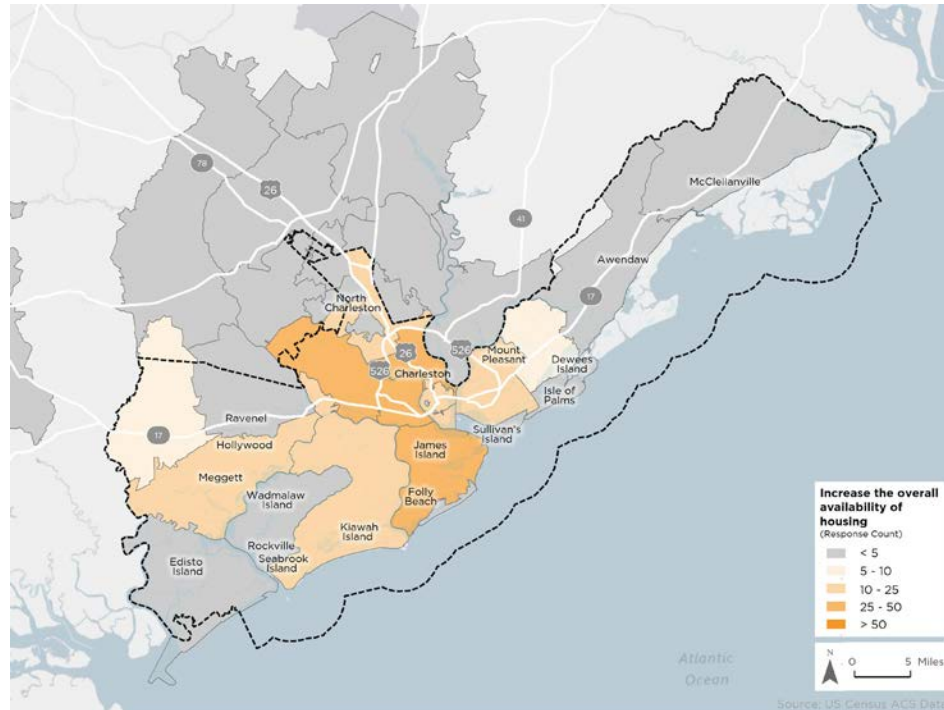 78
26
41
McClellanville
Awendaw
17
North
Charleston
526
Mount
Pleasant
26
526
Charleston
Dewees
Island
Isle of
Palms
Sullivan's
Island
Ravenel
17
Hollywood
Meggett
James
Island
Folly
Beach
Wadmalaw
Island
Kiawah
Island
Rockville
Seabrook
Island
Edisto
Island
Increase the overall
availability of
housing
(Response Count)
< 5
5 - 10
10 - 25
25 - 50
> 50
N
0 5 Miles
Atlantic
Ocean
Source: US Census ACS Data